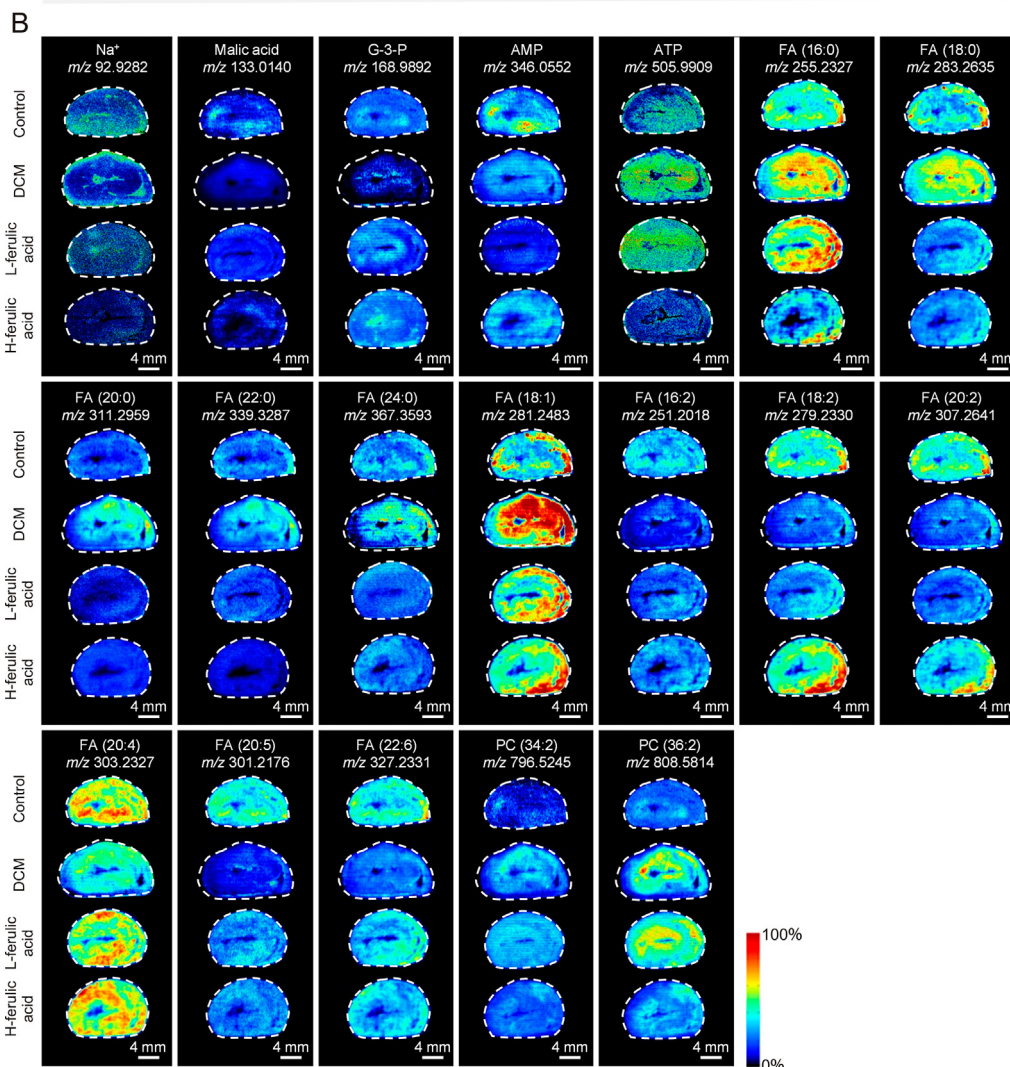 B
Na⁺ Malic acid G-3-P AMP ATP FA (16:0) FA (18:0)
m/z 92.9282 m/z 133.0140 m/z 168.9892 m/z 346.0552 m/z 505.9909 m/z 255.2327 m/z 283.2635
Control
DCM
L-ferulic acid
H-ferulic acid
4 mm 4 mm 4 mm 4 mm 4 mm 4 mm 4 mm
FA (20:0) FA (22:0) FA (24:0) FA (18:1) FA (16:2) FA (18:2) FA (20:2)
m/z 311.2959 m/z 339.3287 m/z 367.3593 m/z 281.2483 m/z 251.2018 m/z 279.2330 m/z 307.2641
Control
DCM
L-ferulic acid
H-ferulic acid
4 mm 4 mm 4 mm 4 mm 4 mm 4 mm 4 mm
FA (20:4) FA (20:5) FA (22:6) PC (34:2) PC (36:2)
m/z 303.2327 m/z 301.2176 m/z 327.2331 m/z 796.5245 m/z 808.5814
Control
DCM
L-ferulic acid
H-ferulic acid
4 mm 4 mm 4 mm 4 mm 4 mm
100%
0%